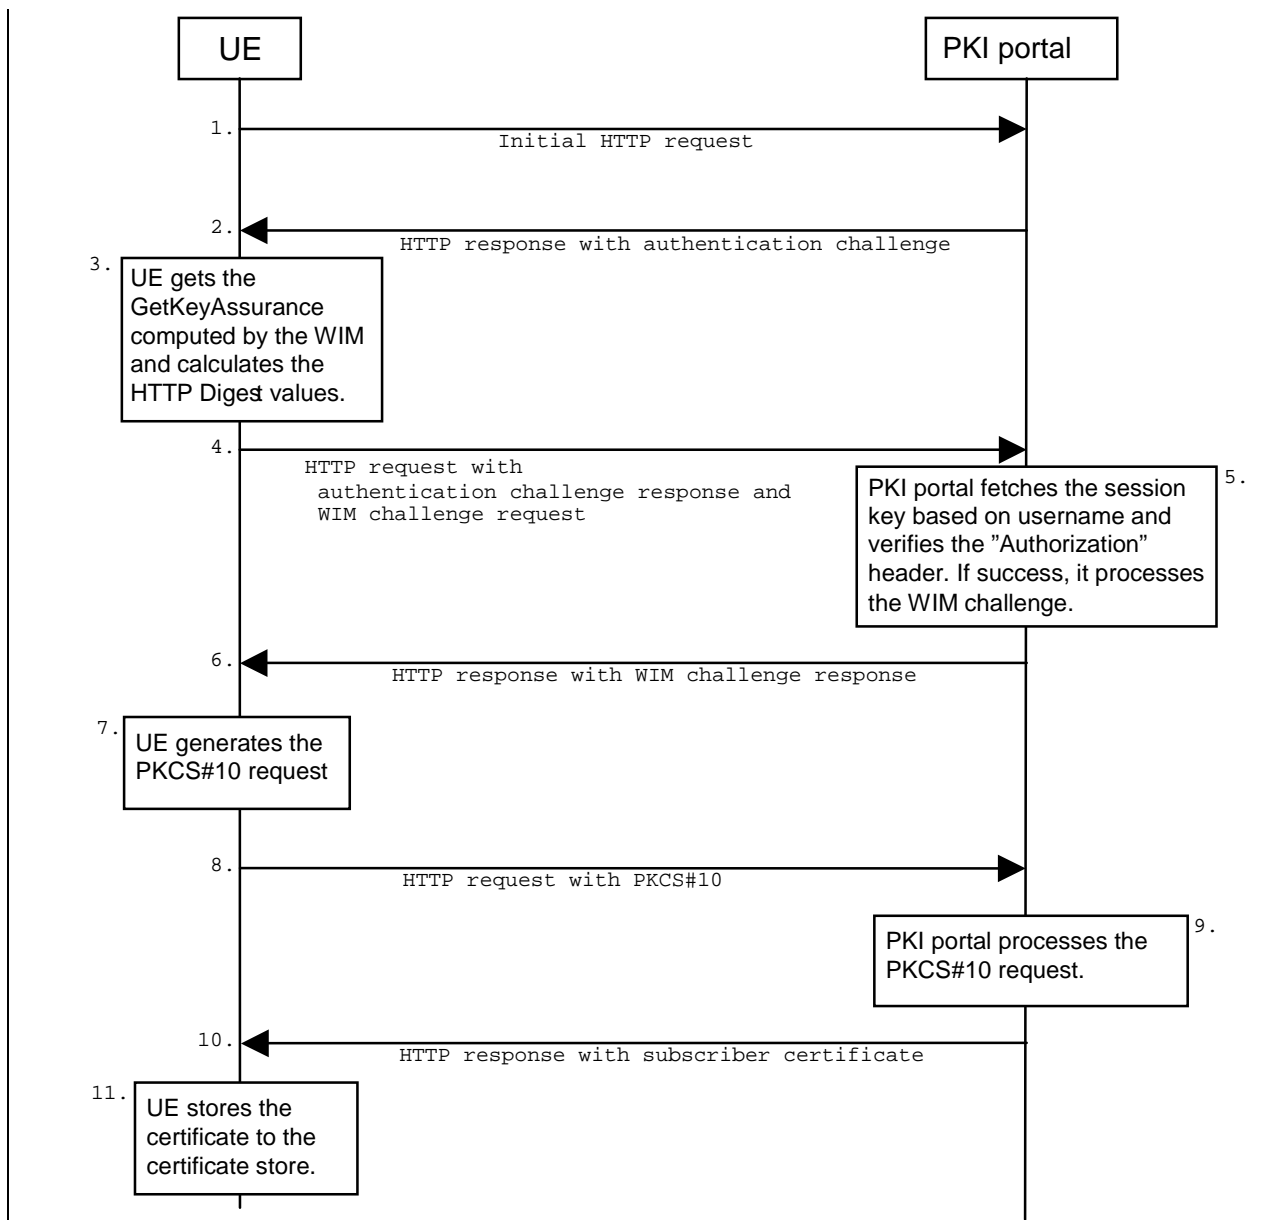 UE
PKI portal
1.
Initial HTTP request
2.
HTTP response with authentication challenge
3.
UE gets the
GetKeyAssurance
computed by the WIM
and calculates the
HTTP Digest values.
4.
HTTP request with
authentication challenge response and
WIM challenge request
5.
PKI portal fetches the session
key based on username and
verifies the ”Authorization”
header. If success, it processes
the WIM challenge.
6.
HTTP response with WIM challenge response
7.
UE generates the
PKCS#10 request
8.
HTTP request with PKCS#10
9.
PKI portal processes the
PKCS#10 request.
10.
HTTP response with subscriber certificate
11.
UE stores the
certificate to the
certificate store.